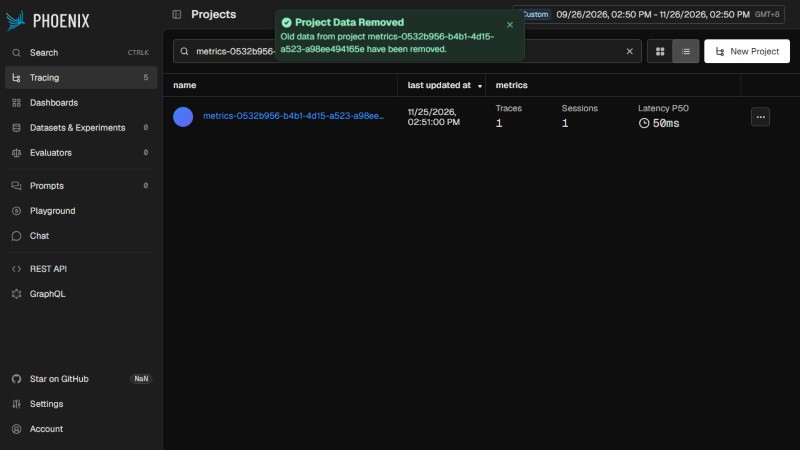 PHOENIX
Search CTRLK
Tracing 5
Dashboards
Datasets & Experiments 0
Evaluators 0
Prompts 0
Playground
Chat
REST API
GraphQL
Star on GitHub NaN
Settings
Account
Projects
Custom 09/26/2026, 02:50 PM - 11/26/2026, 02:50 PM GMT+8
Project Data Removed
Old data from project metrics-0532b956-b4b1-4d15-
a523-a98ee494165e have been removed.
metrics-0532b956-
New Project
name last updated at metrics
metrics-0532b956-b4b1-4d15-a523-a98ee...
11/25/2026,
02:51:00 PM
Traces Sessions Latency P50
1 1 50ms